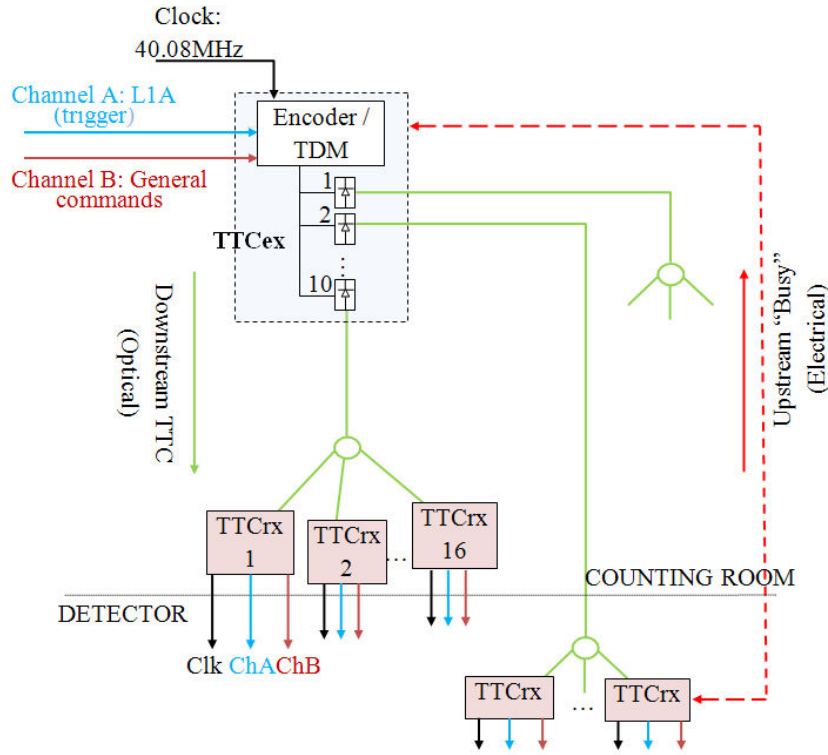 Clock:
40.08MHz
Channel A: L1A
(trigger)
Encoder /
TDM
Channel B: General
commands
1
2
TTCex
⋮
10
Downstream TTC
(Optical)
Upstream “Busy”
(Electrical)
TTCrx
1
TTCrx
2
...
TTCrx
16
COUNTING ROOM
DETECTOR
Clk ChA ChB
TTCrx
...
TTCrx